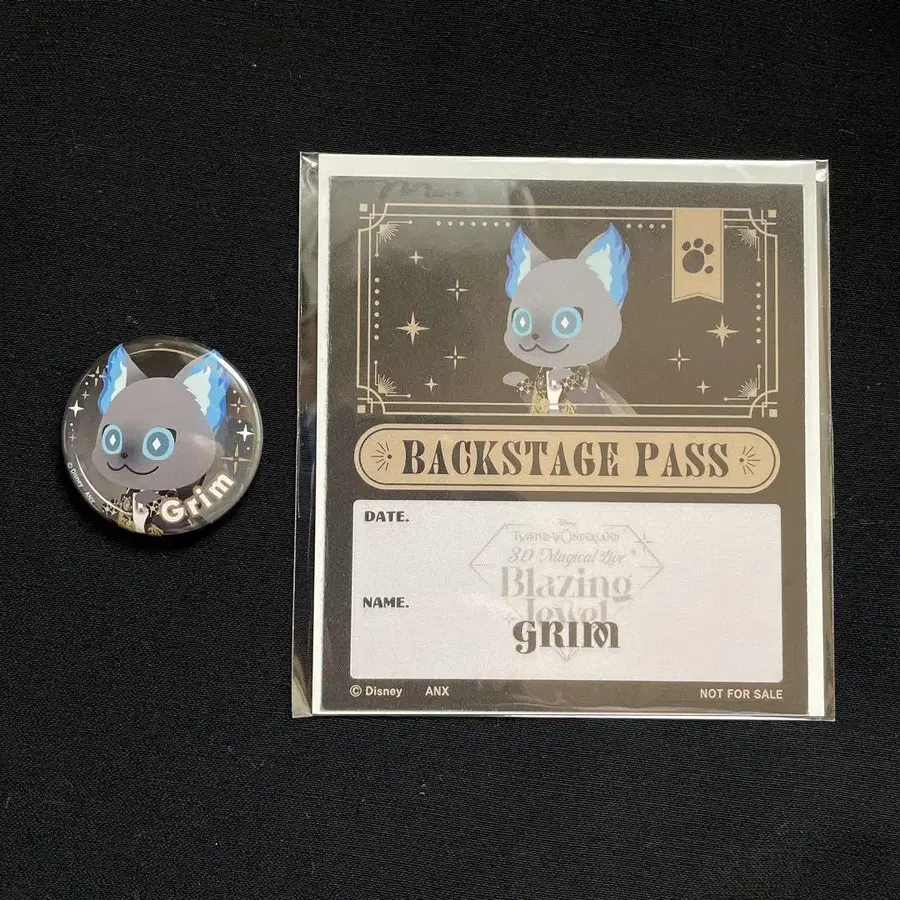 © Disney ANX
Grim
BACKSTAGE PASS
DATE.
Disney
TWISTED-WONDERLAND
3D Magical Live
Blazing
Jewel
NAME.
GRIM
© Disney ANX
NOT FOR SALE